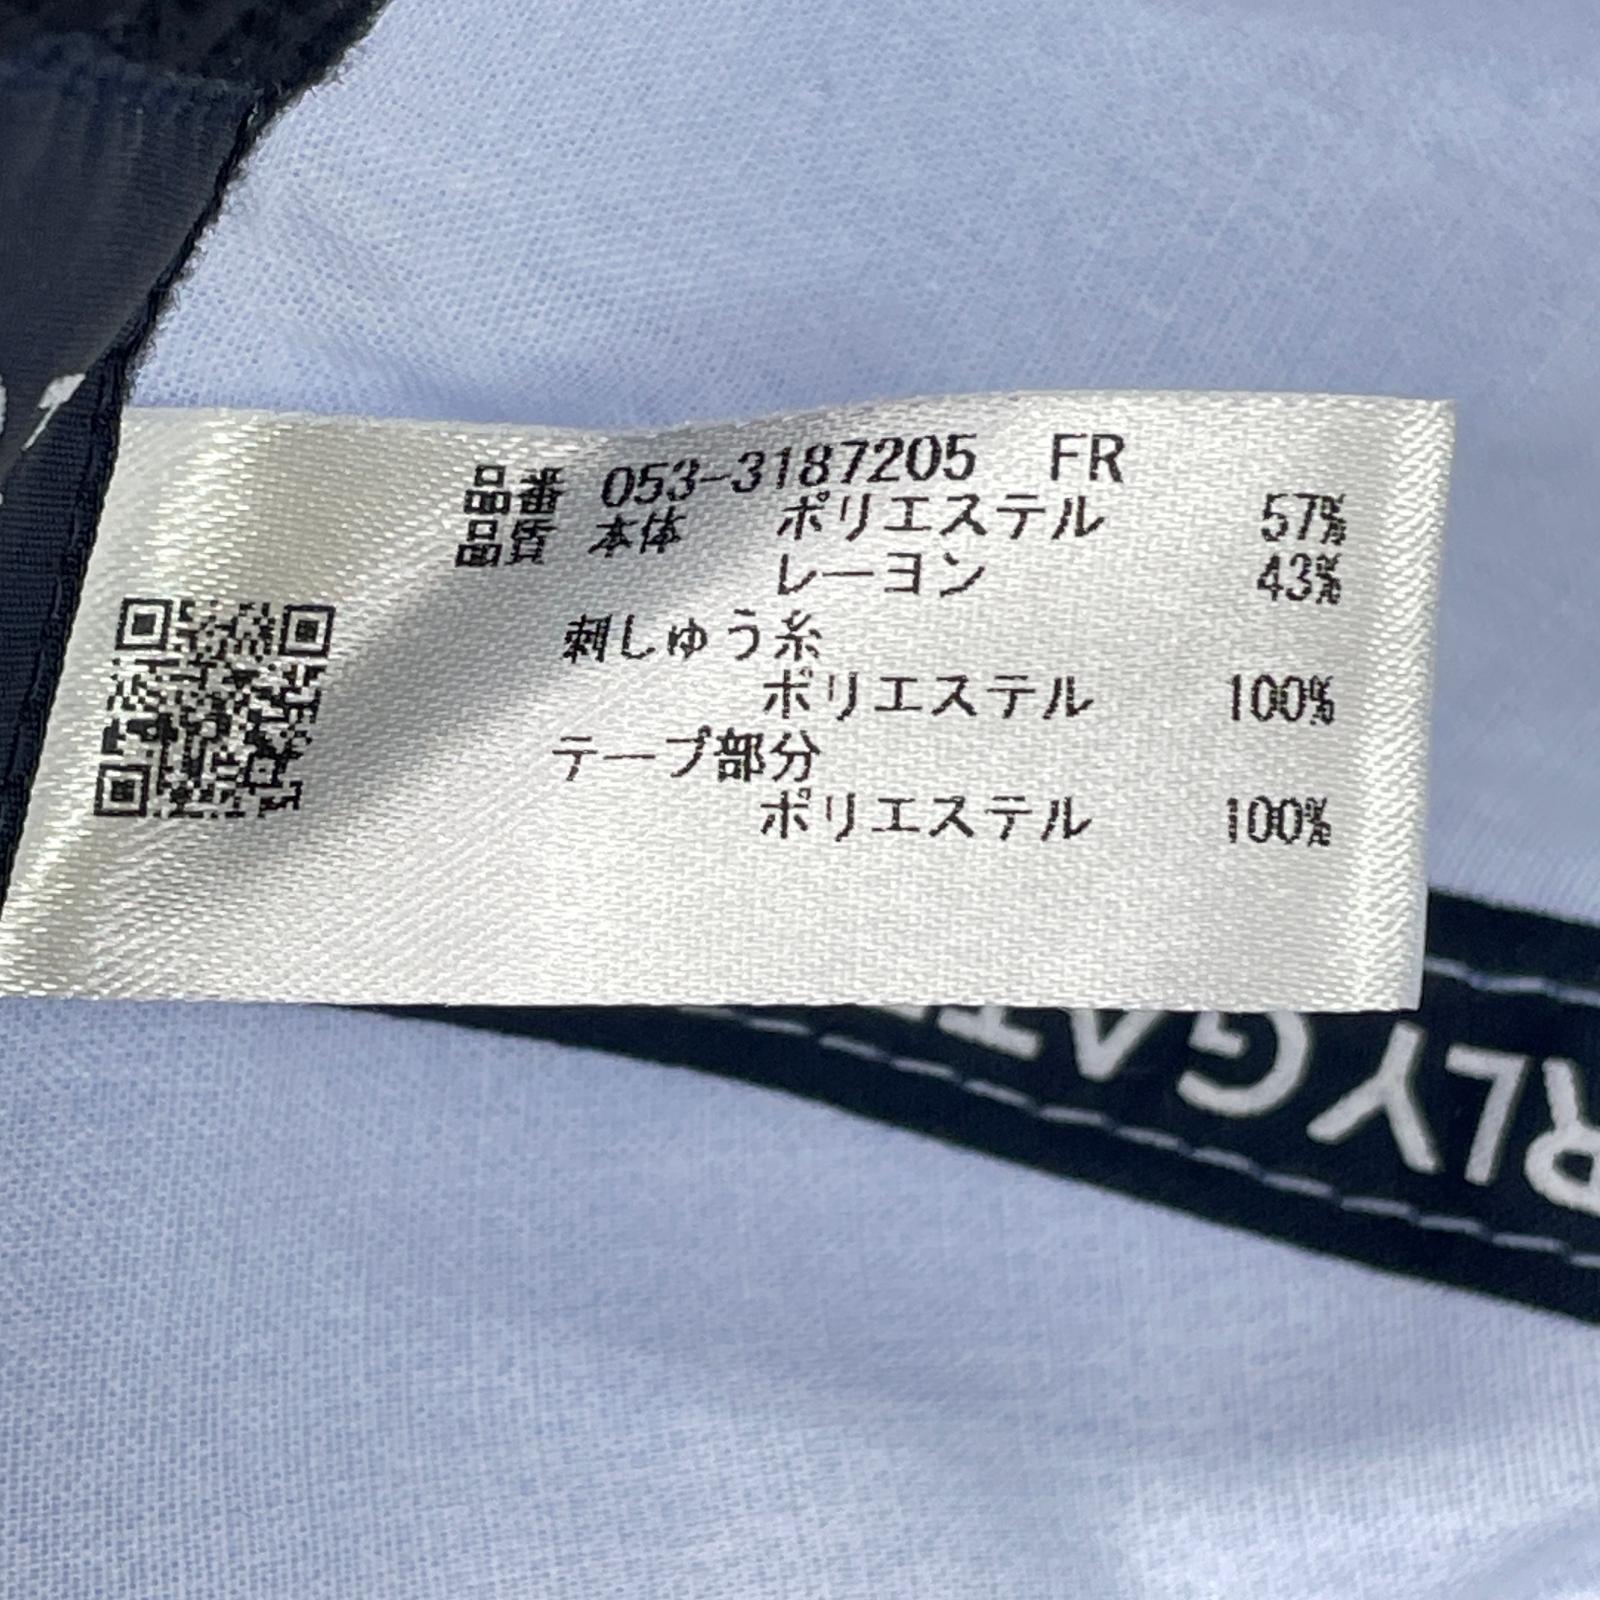 品番 053-3187205 FR
品質 本体 ポリエステル 57%
レーヨン 43%
刺しゅう糸
ポリエステル 100%
テープ部分
ポリエステル 100%
RLY GAT